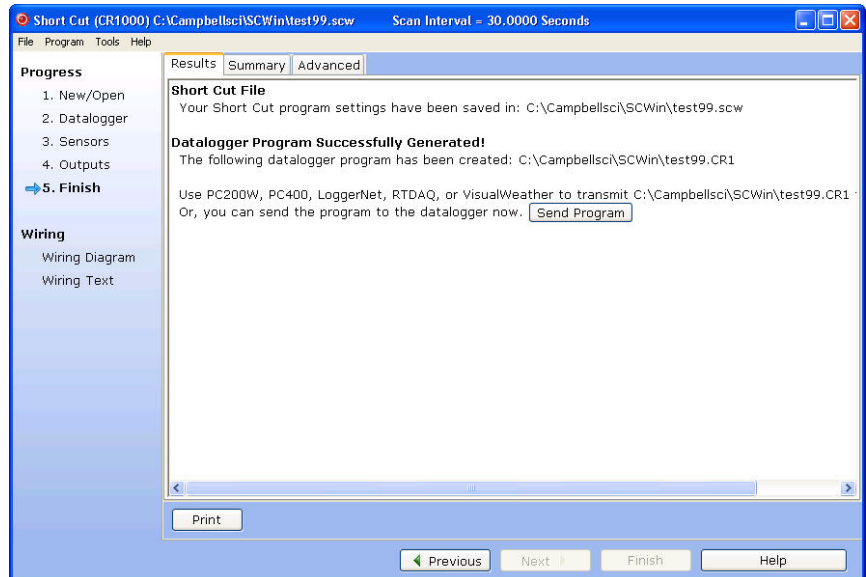 Short Cut (CR1000) C:\Campbellsci\SCWin\test99.scw Scan Interval = 30.0000 Seconds
File Program Tools Help
Progress
1. New/Open
2. Datalogger
3. Sensors
4. Outputs
5. Finish
Wiring
Wiring Diagram
Wiring Text
Results Summary Advanced
Short Cut File
Your Short Cut program settings have been saved in: C:\Campbellsci\SCWin\test99.scw
Datalogger Program Successfully Generated!
The following datalogger program has been created: C:\Campbellsci\SCWin\test99.CR1
Use PC200W, PC400, LoggerNet, RTDAQ, or VisualWeather to transmit C:\Campbellsci\SCWin\test99.CR1
Or, you can send the program to the datalogger now. Send Program
Print
Previous Next Finish Help